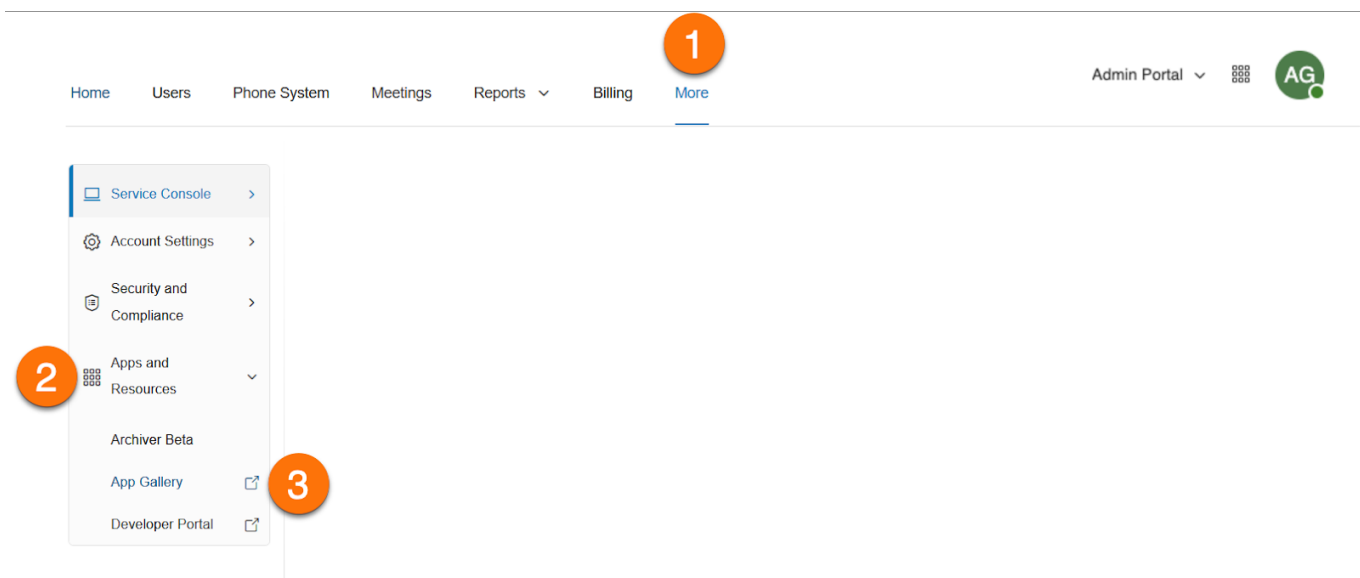 1
Admin Portal
AG
Home Users Phone System Meetings Reports Billing More
Service Console
Account Settings
Security and
Compliance
2
Apps and
Resources
Archiver Beta
App Gallery
3
Developer Portal